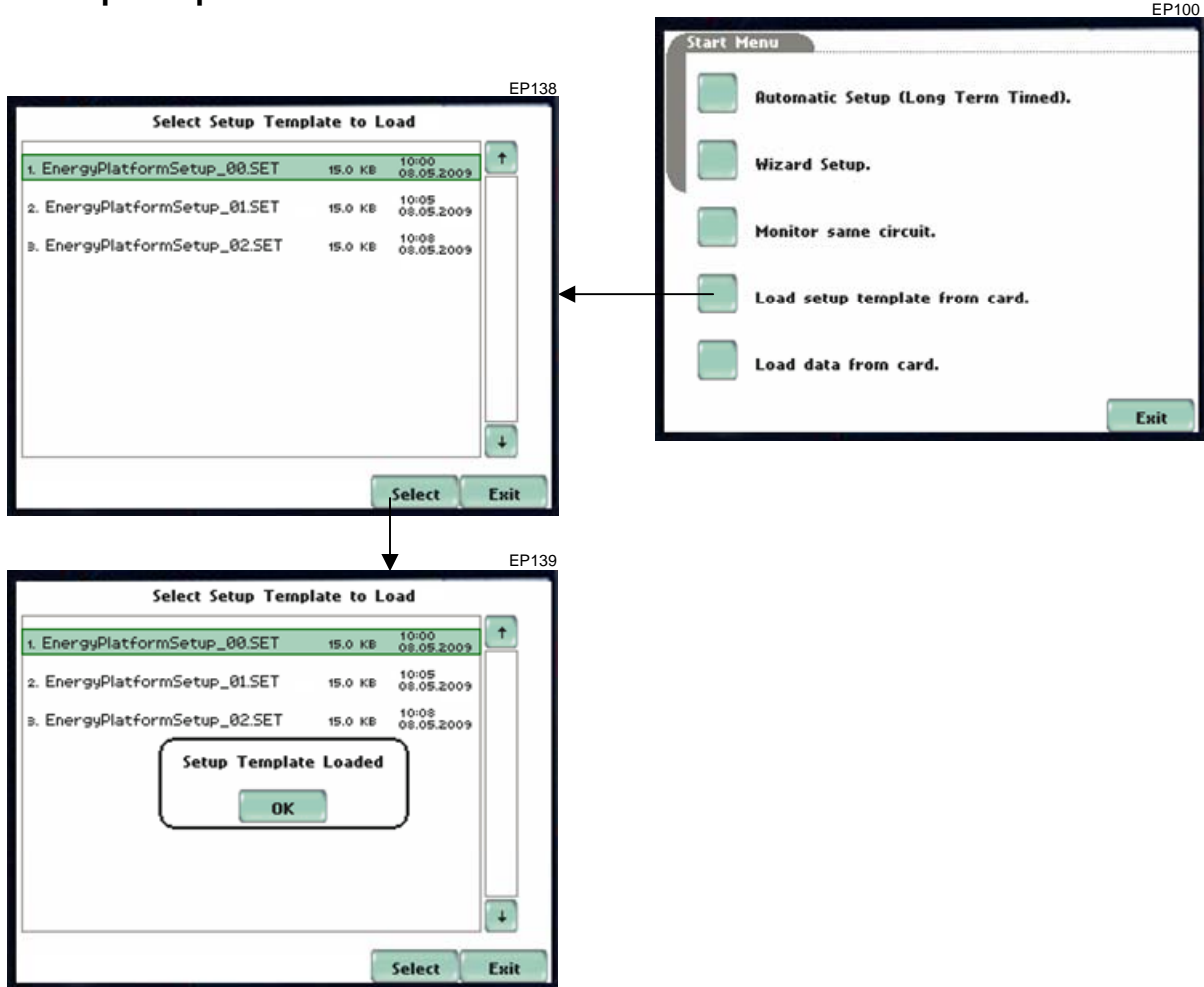 EP100
Start Menu
Automatic Setup (Long Term Timed).
Wizard Setup.
Monitor same circuit.
Load setup template from card.
Load data from card.
Exit
EP138
Select Setup Template to Load
1. EnergyPlatformSetup_00.SET 15.0 KB 10:00 08.05.2009
2. EnergyPlatformSetup_01.SET 15.0 KB 10:05 08.05.2009
3. EnergyPlatformSetup_02.SET 15.0 KB 10:08 08.05.2009
↑
↓
Select Exit
EP139
Select Setup Template to Load
1. EnergyPlatformSetup_00.SET 15.0 KB 10:00 08.05.2009
2. EnergyPlatformSetup_01.SET 15.0 KB 10:05 08.05.2009
3. EnergyPlatformSetup_02.SET 15.0 KB 10:08 08.05.2009
Setup Template Loaded
OK
↑
↓
Select Exit